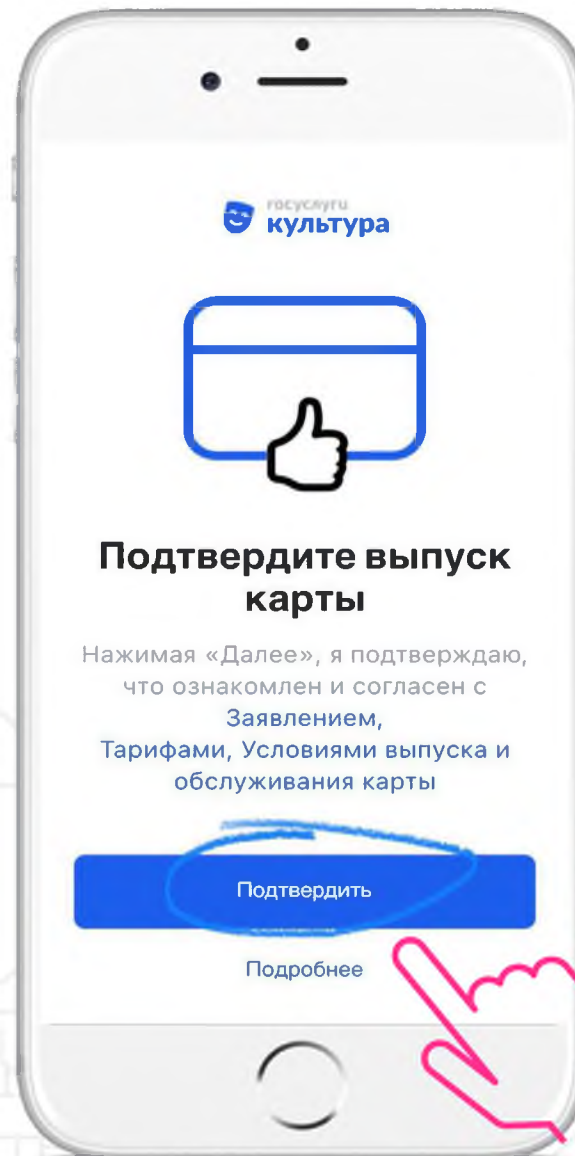 госуслуги
культура
Подтвердите выпуск
карты
Нажимая «Далее», я подтверждаю,
что ознакомлен и согласен с
Заявлением,
Тарифами, Условиями выпуска и
обслуживания карты
Подтвердить
Подробнее